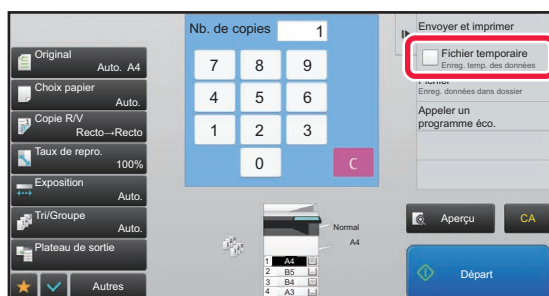 Original
Auto. A4
Choix papier
Auto.
Copie R/V
Recto→Recto
Taux de repro.
100%
Exposition
Auto.
Tri/Groupe
Auto.
Plateau de sortie
Autres
Nb. de copies 1
7 8 9
4 5 6
1 2 3
0 C
Normal
A4
1 A4
2 B5
3 B4
4 A3
Envoyer et imprimer
Fichier temporaire
Enreg. temp. des données
Fichier
Enreg. données dans dossier
Appeler un
programme éco.
Aperçu CA
Départ